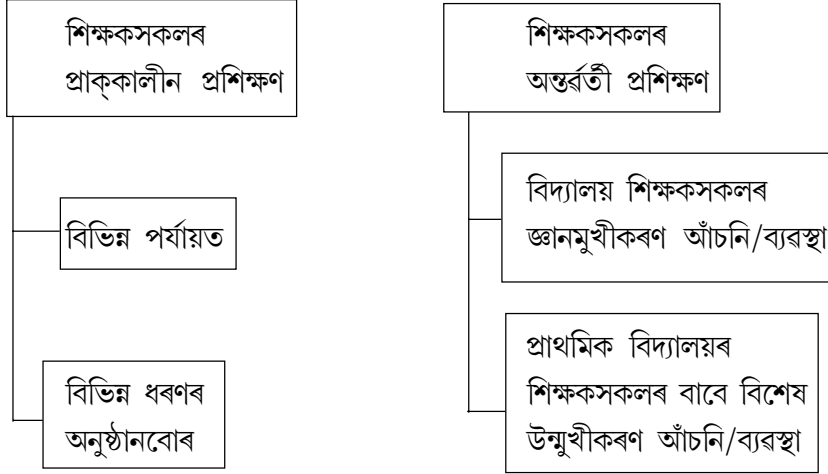 শিক্ষকসকলৰ
প্ৰাক্‌কালীন প্ৰশিক্ষণ
বিভিন্ন পৰ্যায়ত
বিভিন্ন ধৰণৰ
অনুষ্ঠানবোৰ
শিক্ষকসকলৰ
অন্তৰ্বৰ্তী প্ৰশিক্ষণ
বিদ্যালয় শিক্ষকসকলৰ
জ্ঞানমুখীকৰণ আঁচনি/ব্যৱস্থা
প্ৰাথমিক বিদ্যালয়ৰ
শিক্ষকসকলৰ বাবে বিশেষ
উন্মুখীকৰণ আঁচনি/ব্যৱস্থা